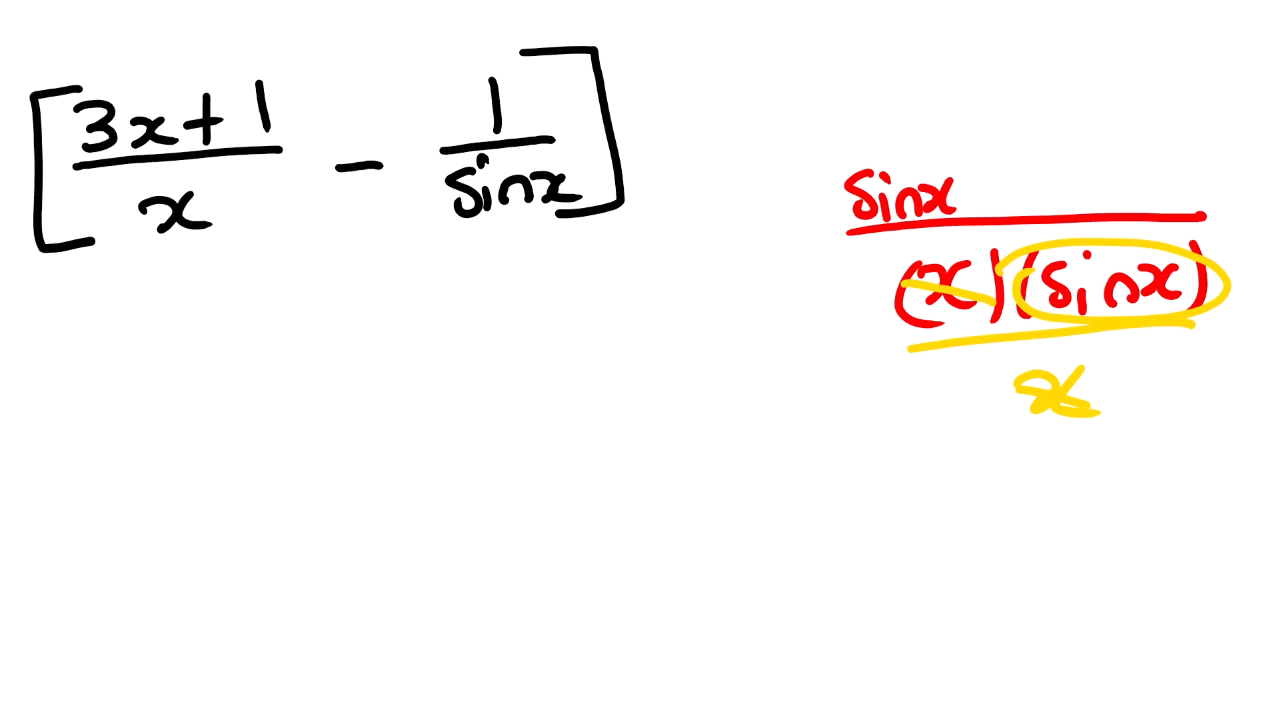 [3x+1/x - 1/sinx]
sinx/(x)(sinx)
x